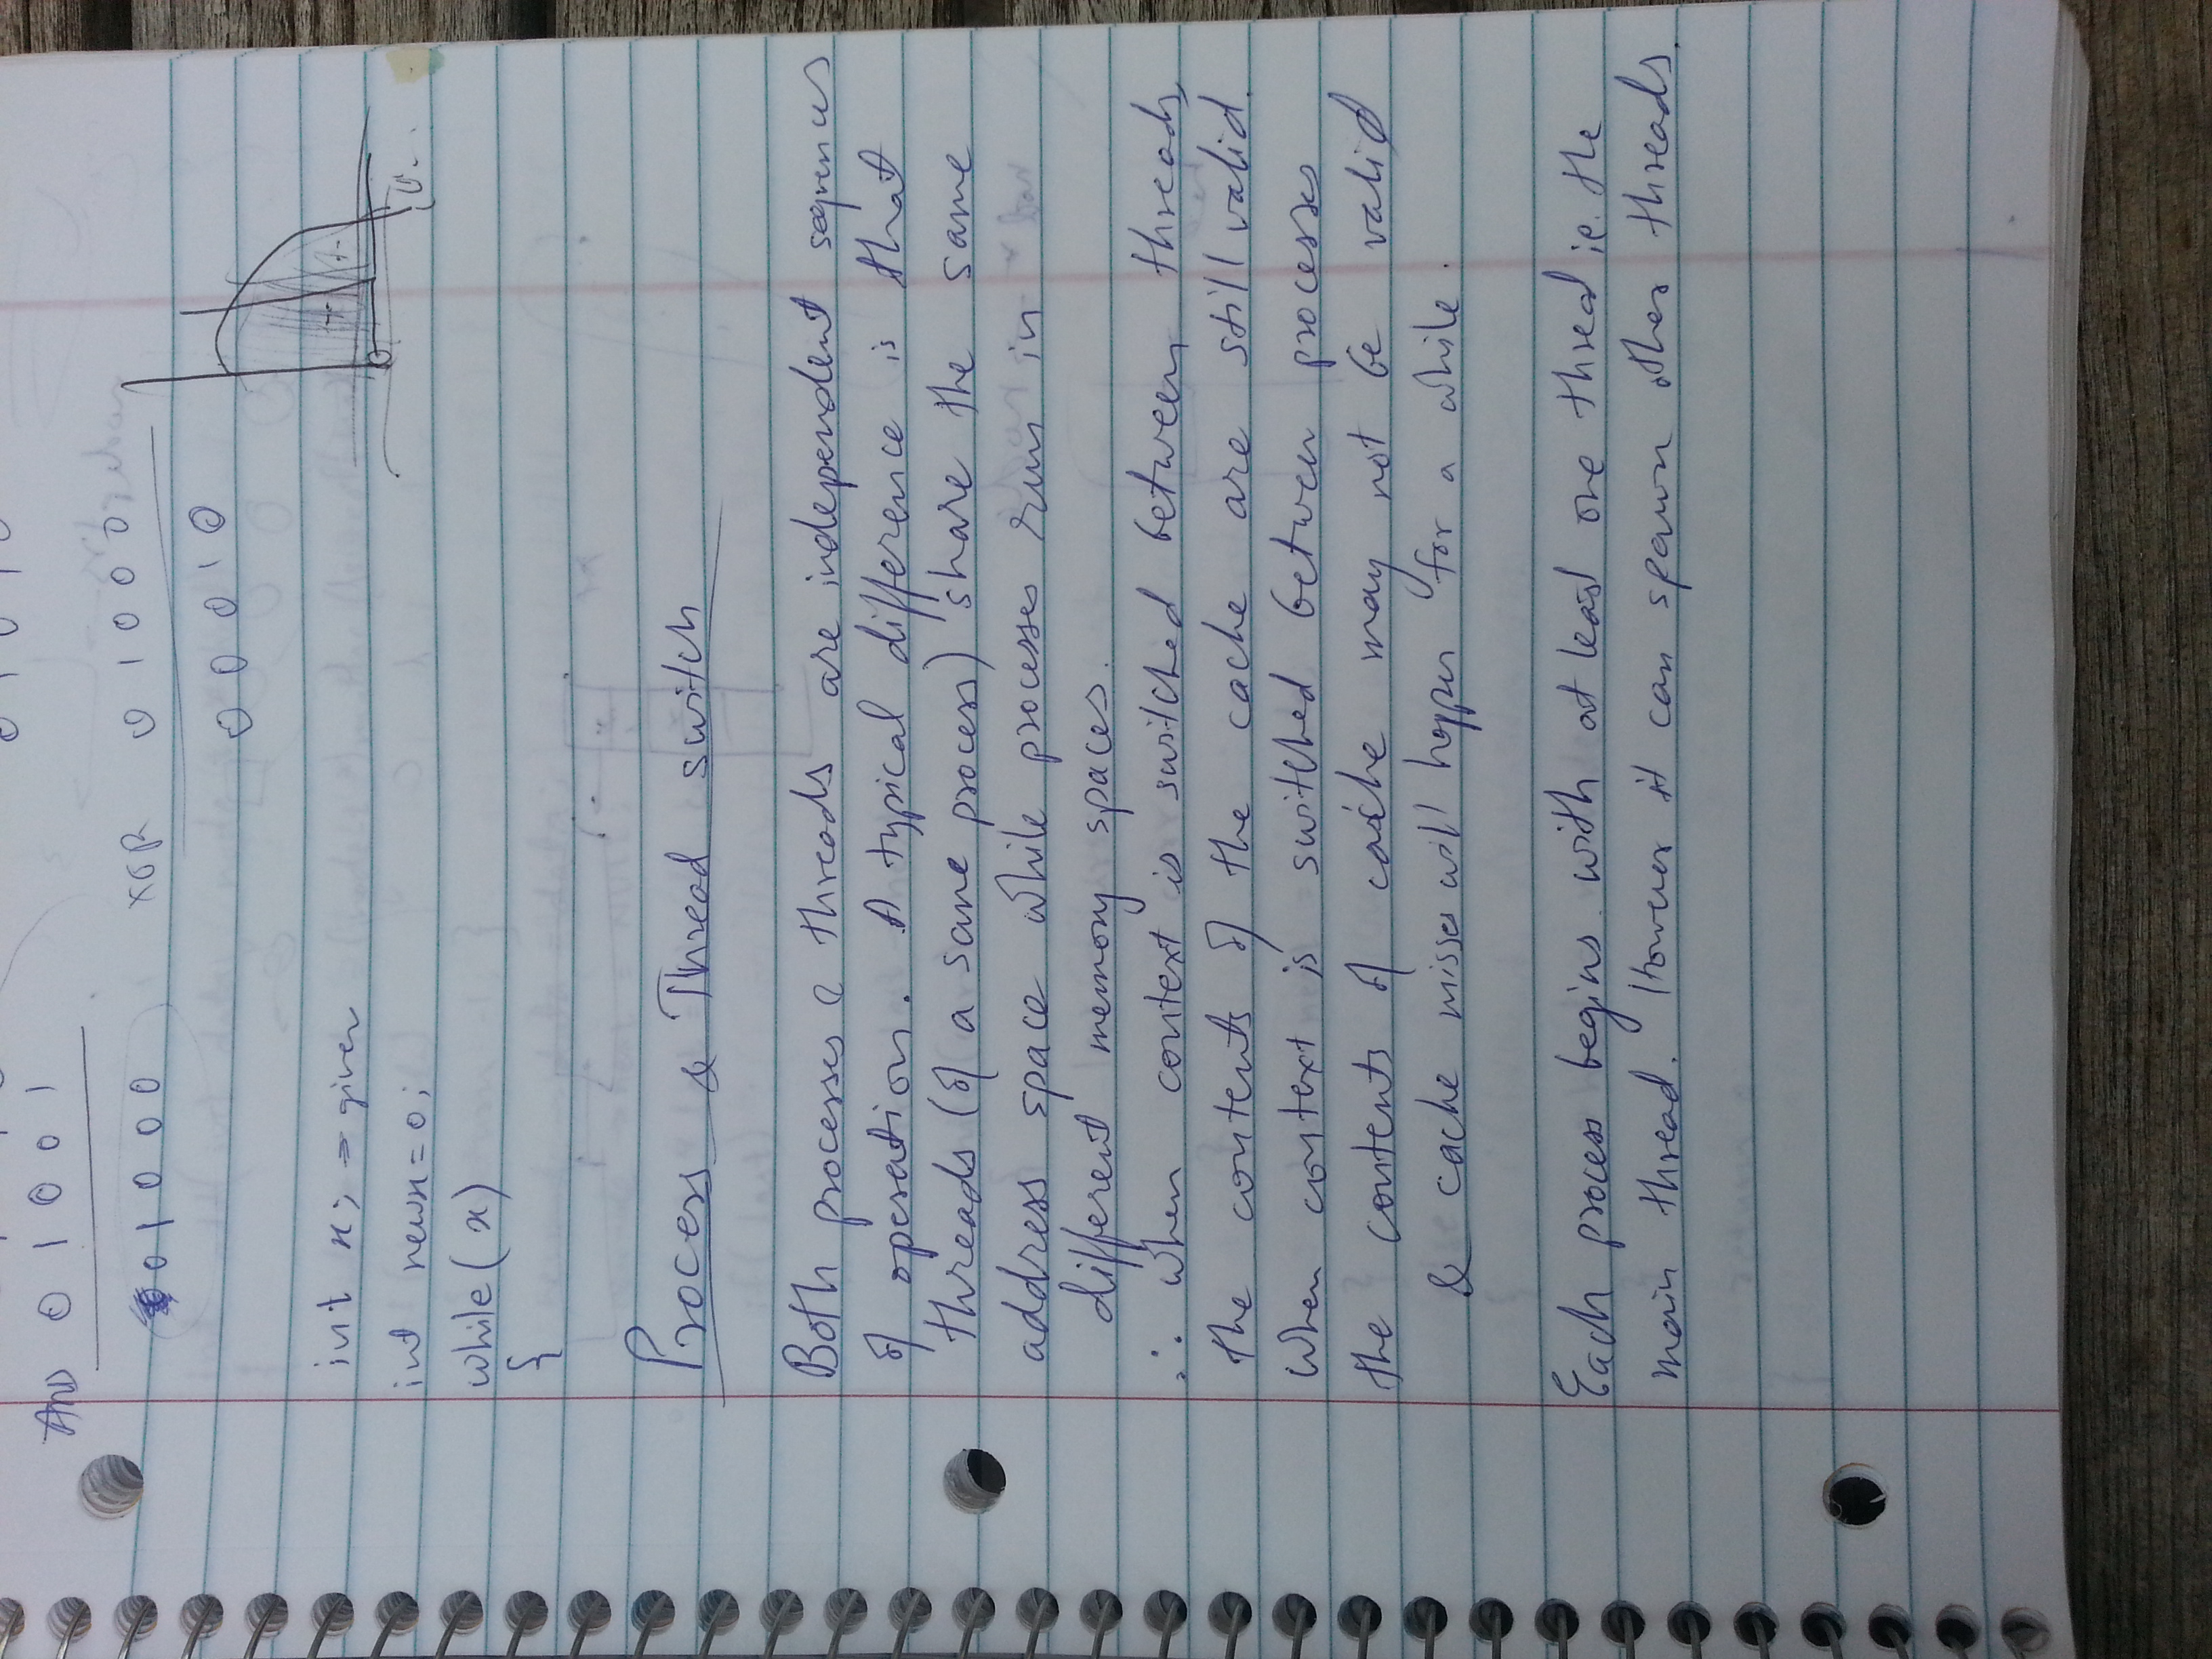 AND 0 1 0 0 1
0 1 0 0 0
XOR 0 1 0 0 0
0 0 0 1 0
int x; => given
int newx = 0;
while (x)
{
Process & Thread switch
Both processes & threads are independent sequences
of operation. A typical difference is that
threads (of a same process) share the same
address space while processes run in
different memory spaces.
∴ when context is switched between threads,
the contents of the cache are still valid.
When context is switched between processes
the contents of cache may not be valid
& cache misses will happen for a while.
Each process begins with at least one thread ie. the
main thread. However it can spawn other threads.